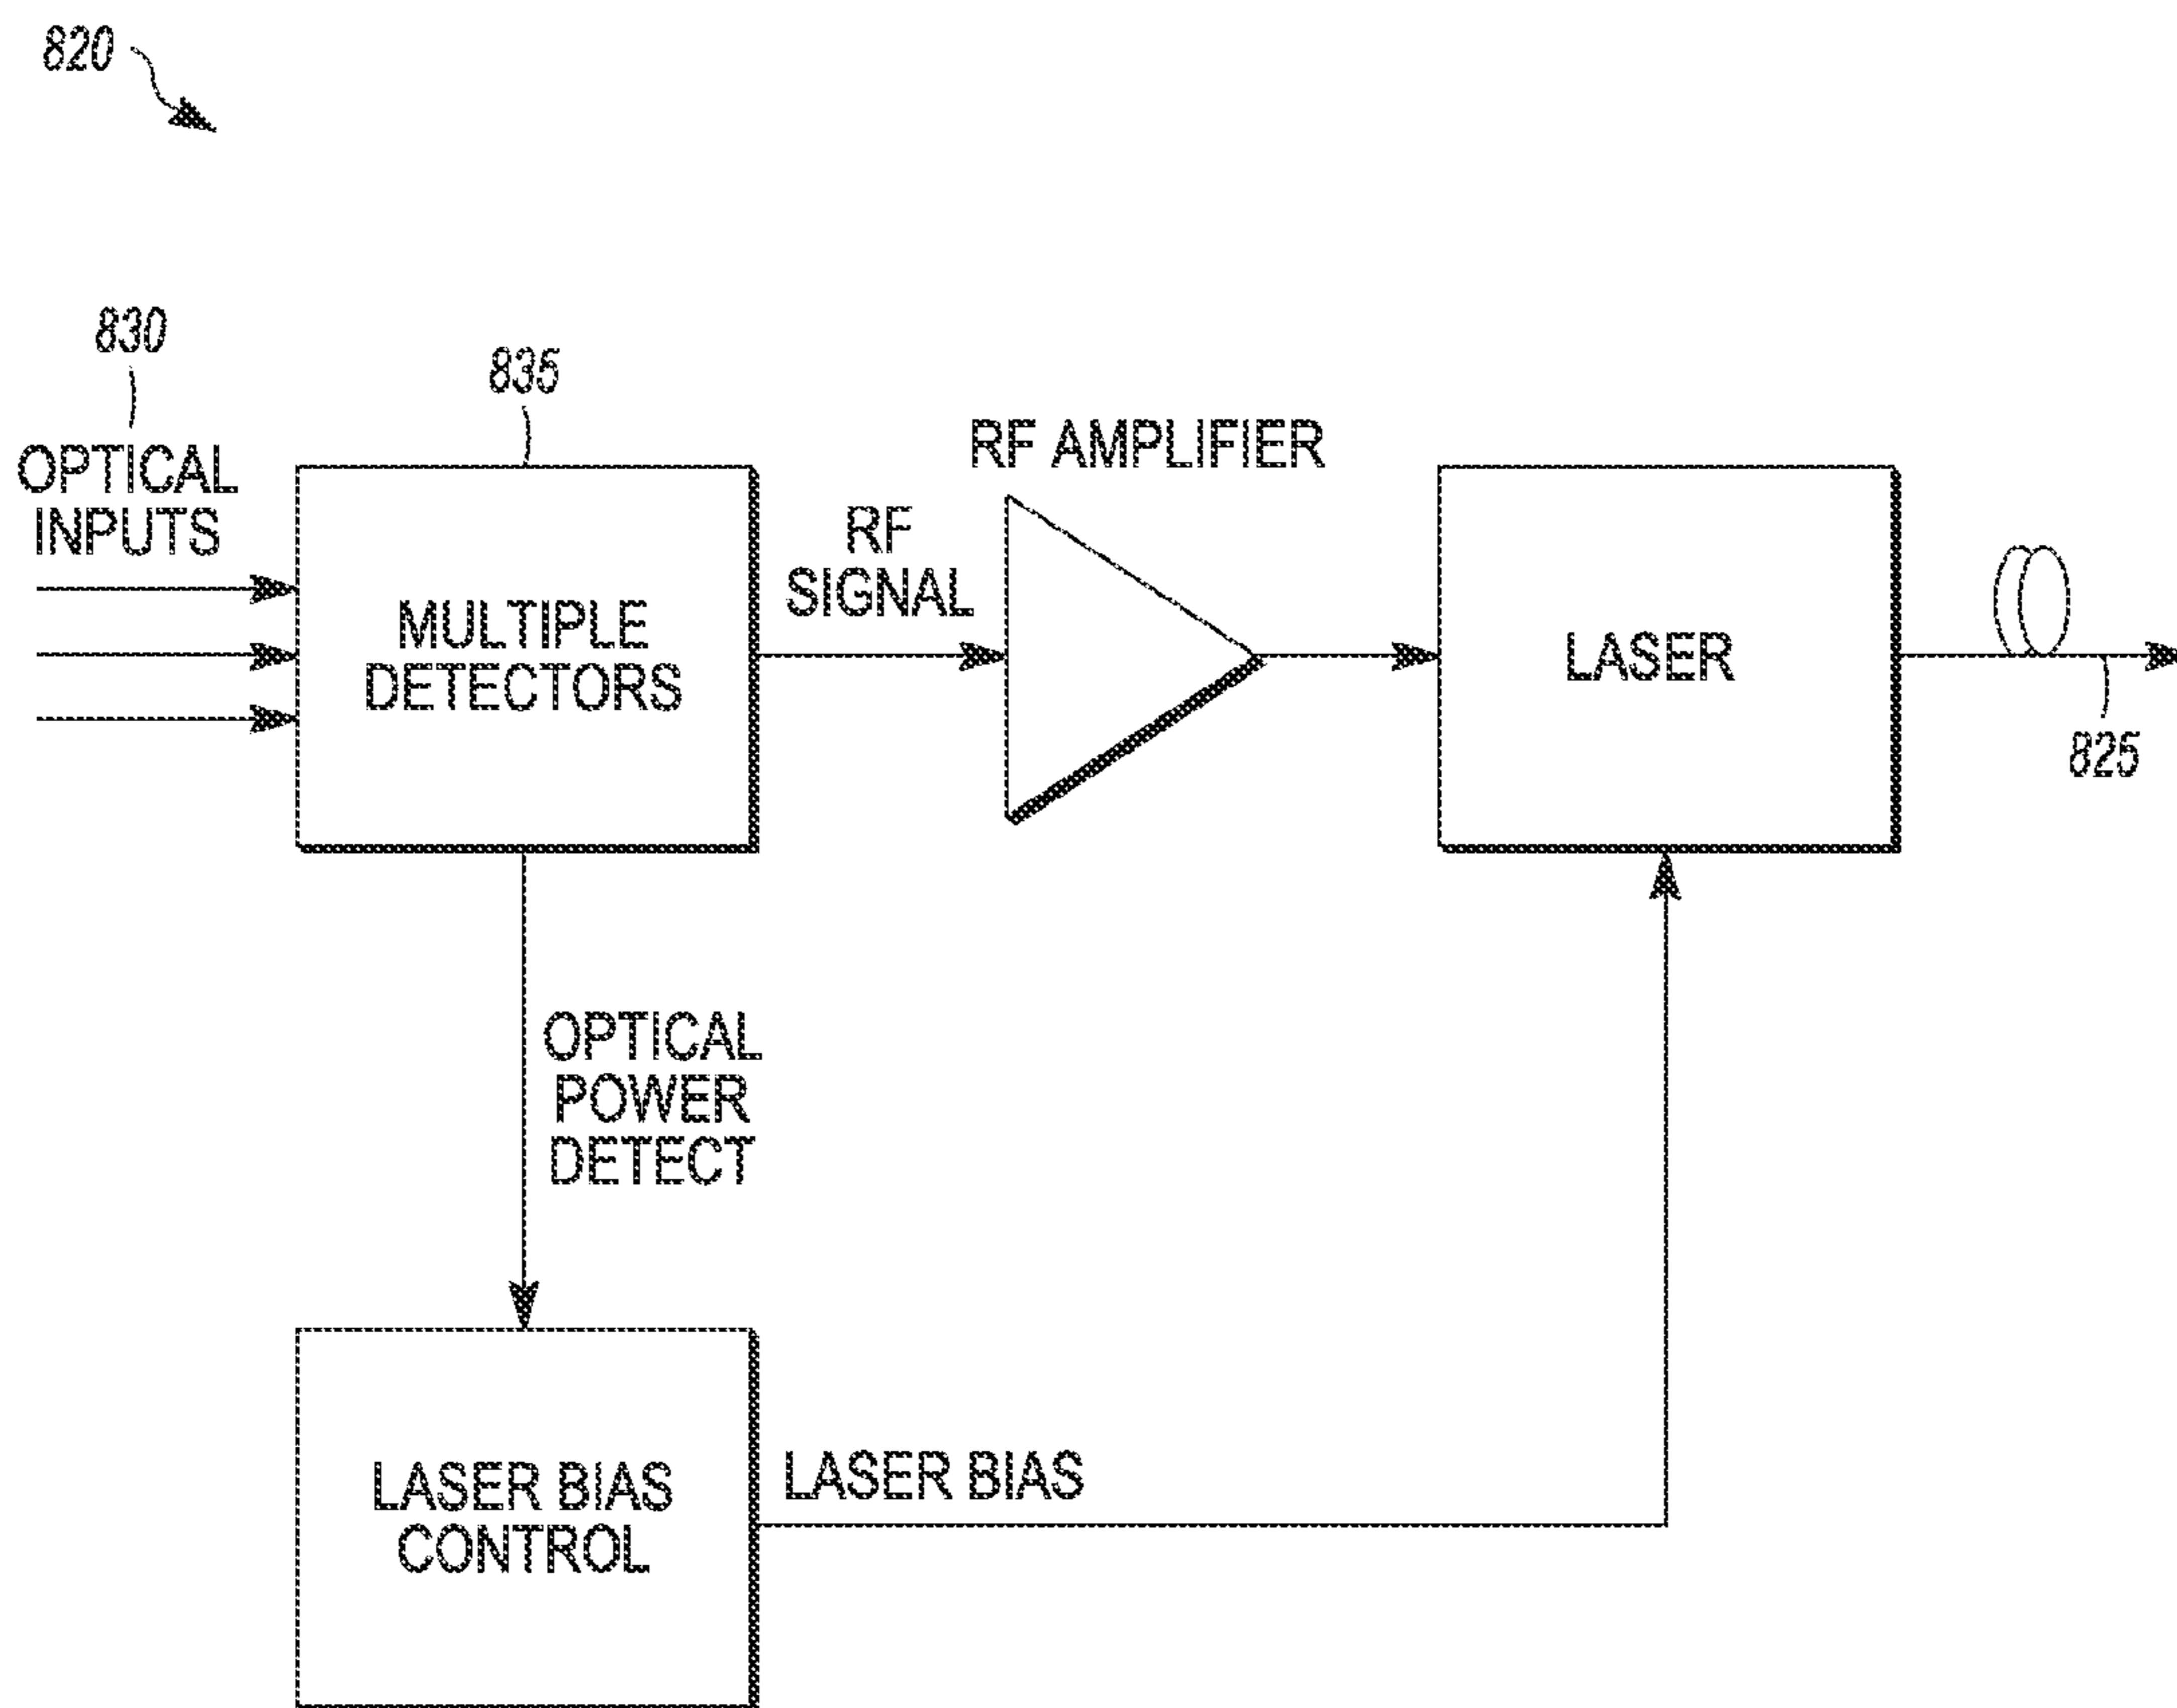 820
830
835
OPTICAL
INPUTS
RF AMPLIFIER
RF
SIGNAL
MULTIPLE
DETECTORS
LASER
825
OPTICAL
POWER
DETECT
LASER BIAS
CONTROL
LASER BIAS